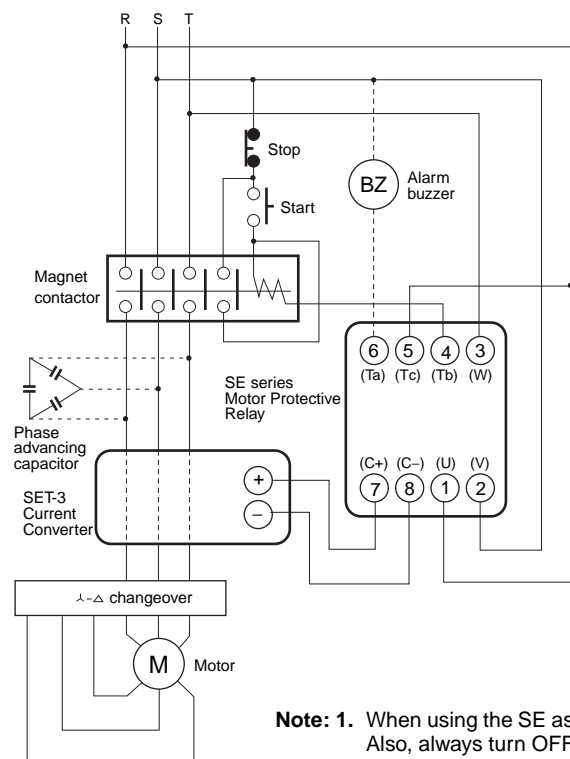 R S T
Stop
Start
BZ
Alarm
buzzer
Magnet
contactor
6 5 4 3
(Ta) (Tc) (Tb) (W)
SE series
Motor Protective
Relay
Phase
advancing
capacitor
(C+) (C−) (U) (V)
7 8 1 2
SET-3
Current
Converter
+
−
⅄-△ changeover
M
Motor
Note: 1. When using the SE as
Also, always turn OFF